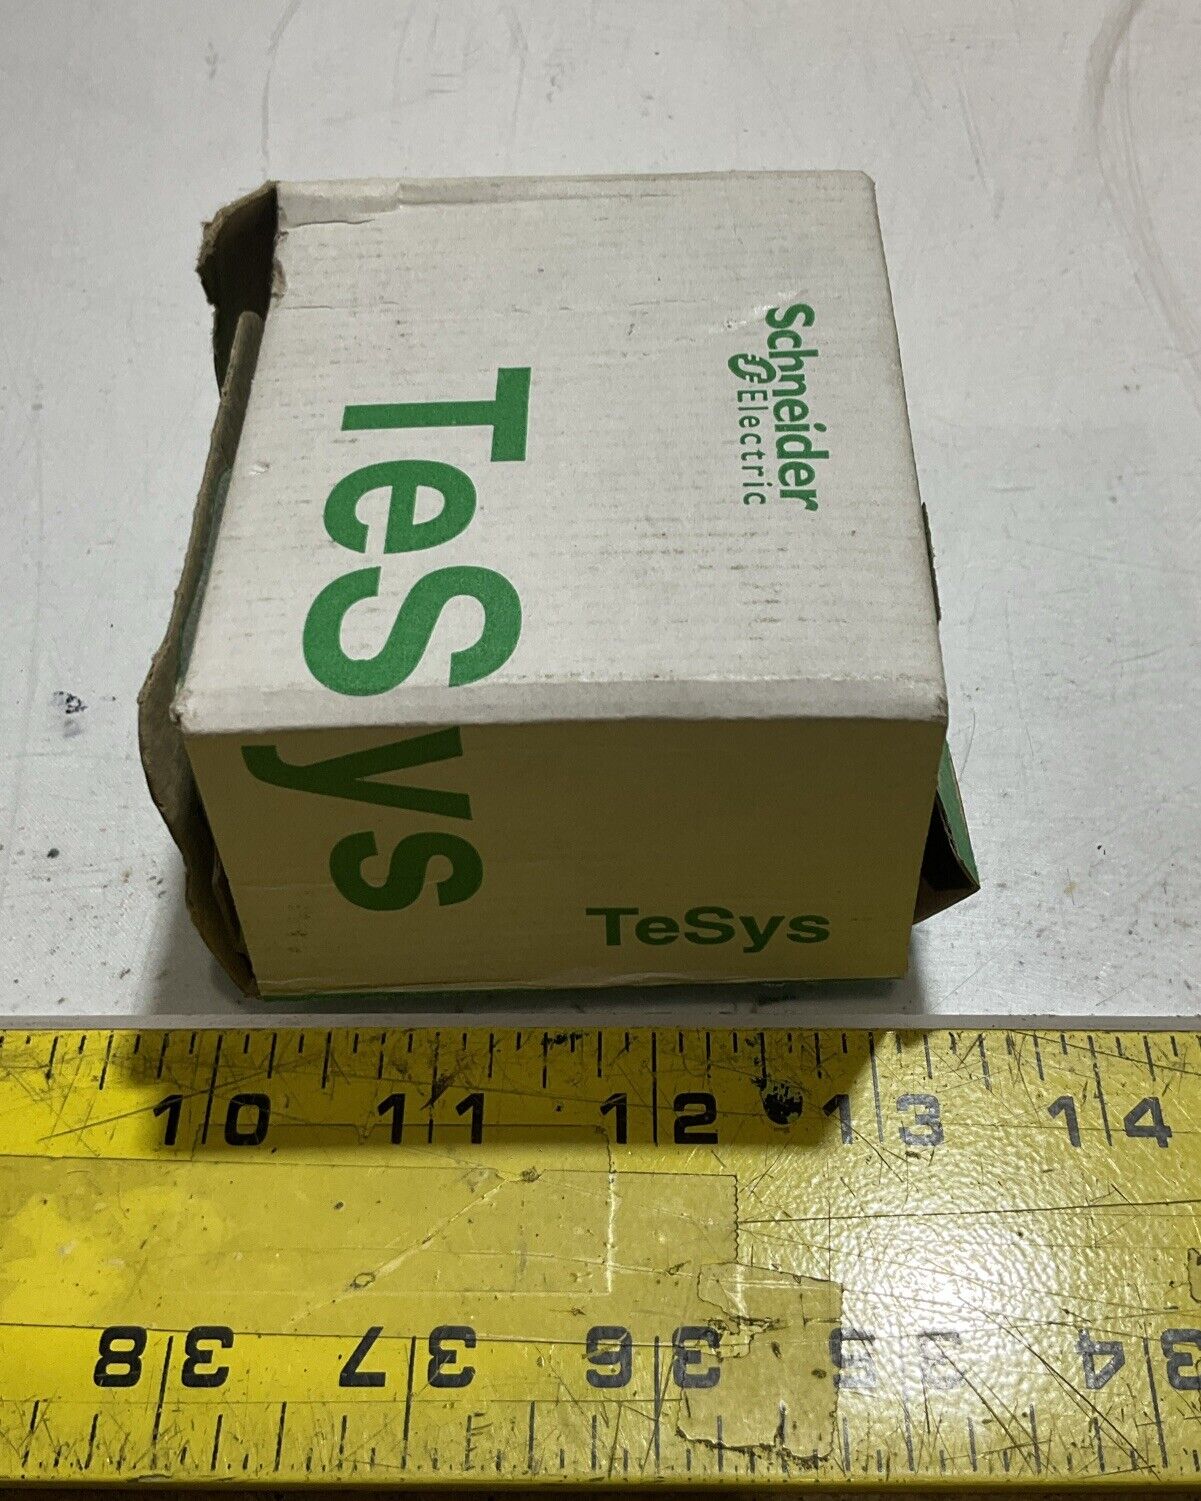 Schneider
Electric
TeSys
TeSys
10 11 12 13 14
38 37 36 35 34